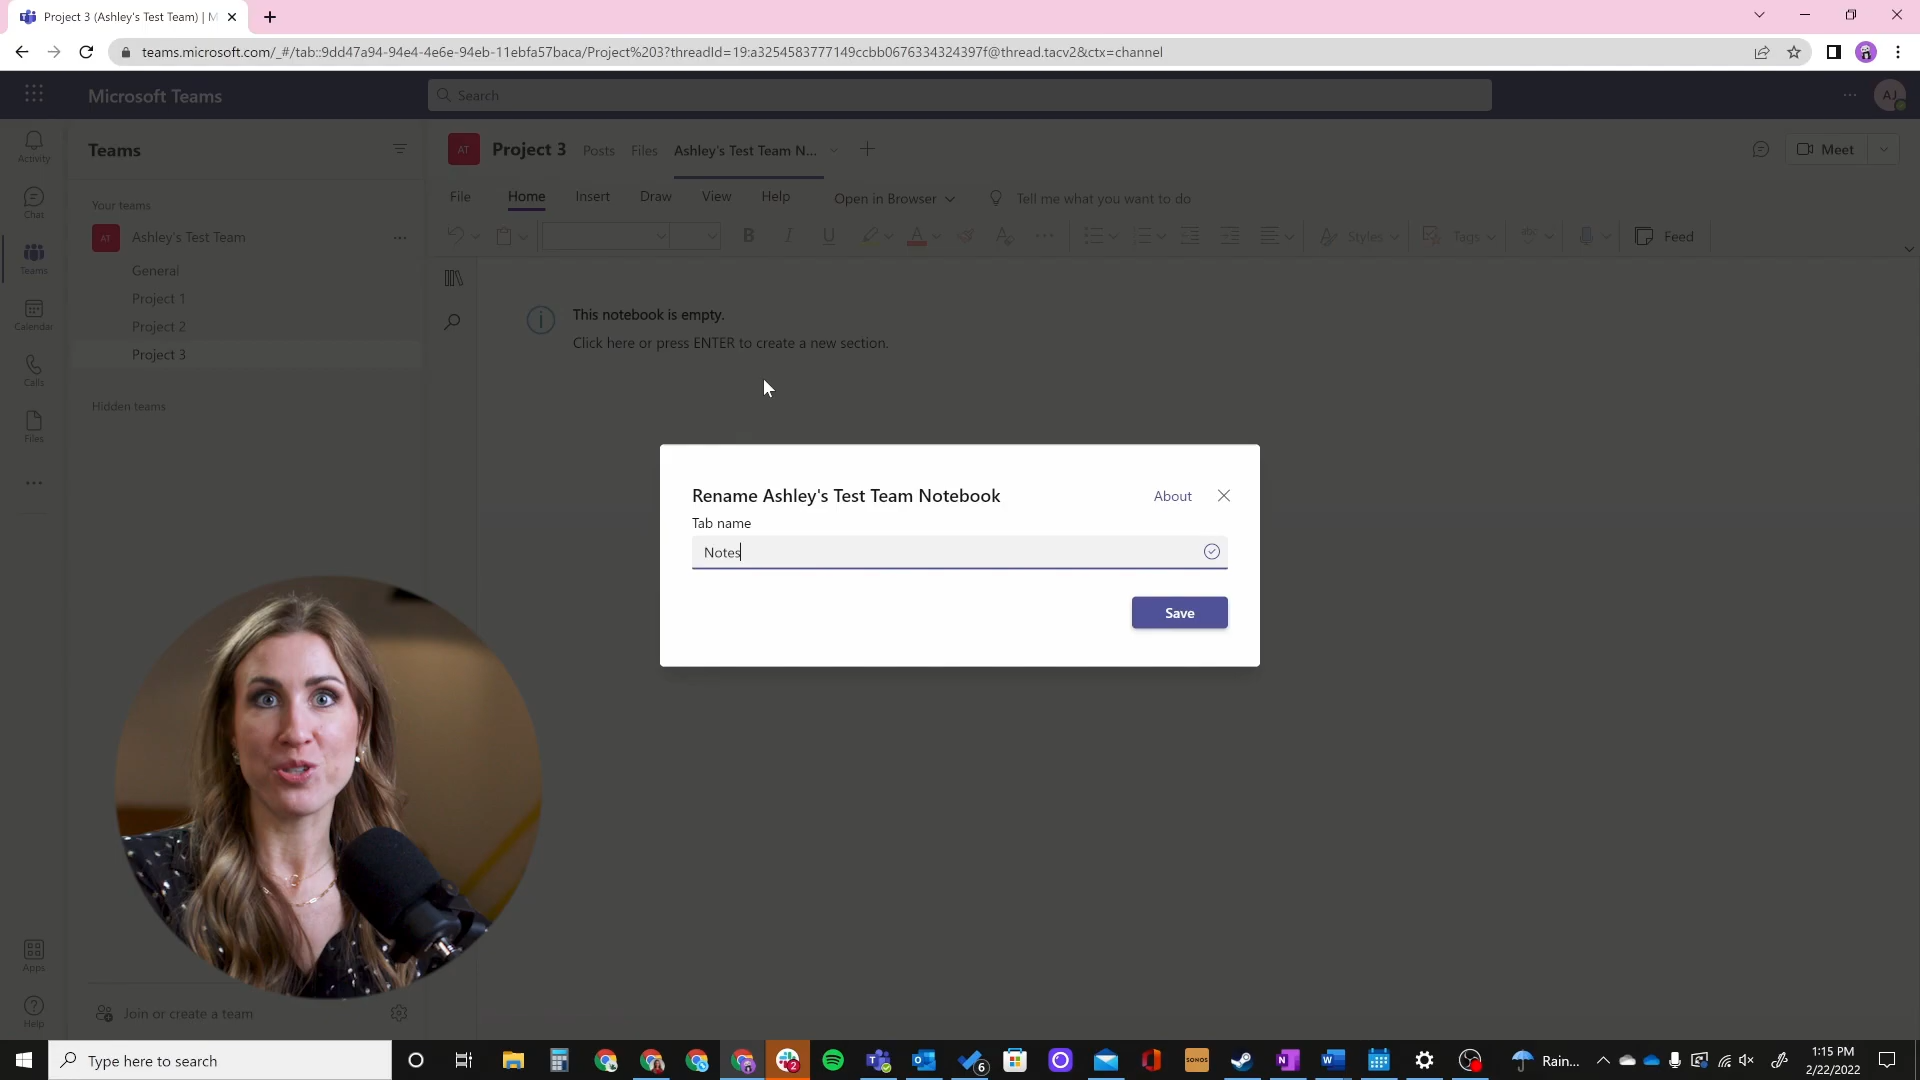 Project 3 (Ashley's Test Team) | M
teams.microsoft.com/_#/tab::9dd47a94-94e4-4e6e-94eb-11ebfa57baca/Project%203?threadId=19:a3254583777149ccbb0676334324397f@thread.tacv2&ctx=channel
Microsoft Teams
Search
AJ
Activity
Chat
Teams
Calendar
Calls
Files
Apps
Help
Teams
Your teams
AT Ashley's Test Team
General
Project 1
Project 2
Project 3
Hidden teams
Join or create a team
AT Project 3 Posts Files Ashley's Test Team N...
Meet
File Home Insert Draw View Help Open in Browser Tell me what you want to do
B I U A Styles Tags Feed
This notebook is empty.
Click here or press ENTER to create a new section.
Rename Ashley's Test Team Notebook
About
Tab name
Notes
Save
Type here to search
2
6
SONOS
Rain...
1:15 PM
2/22/2022